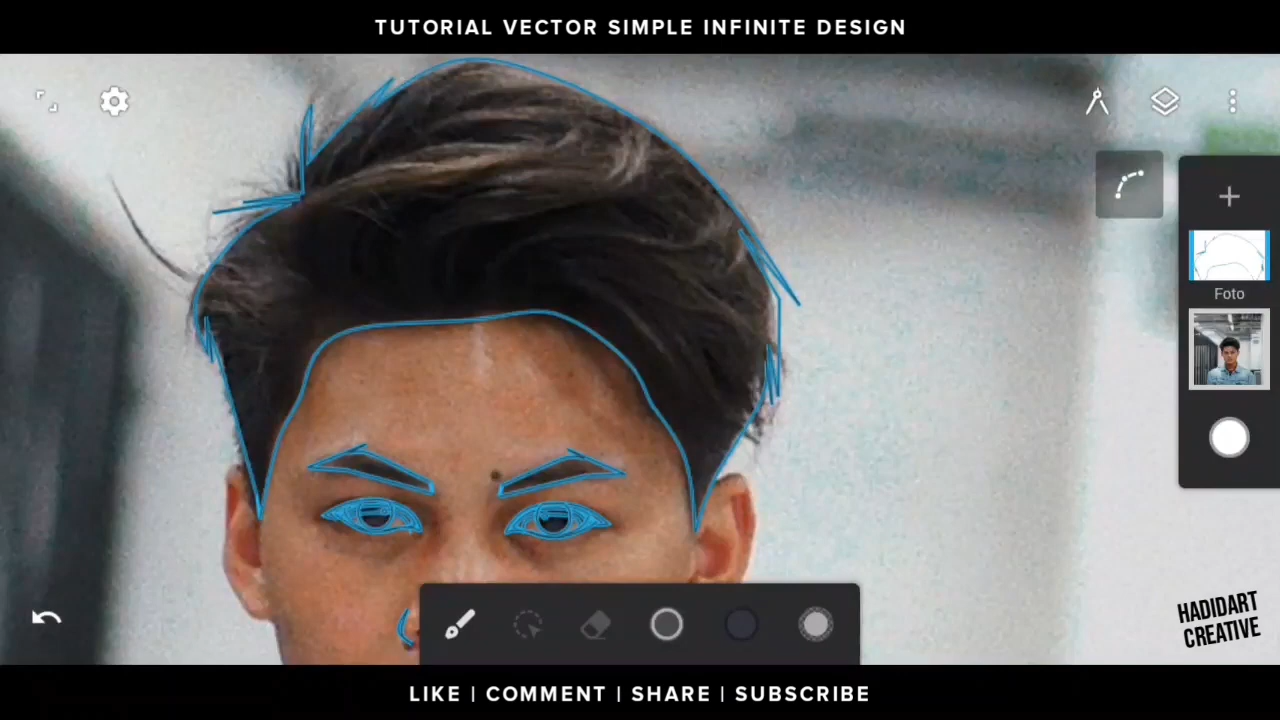 TUTORIAL VECTOR SIMPLE INFINITE DESIGN
Foto
HADIDART
CREATIVE
LIKE | COMMENT | SHARE | SUBSCRIBE